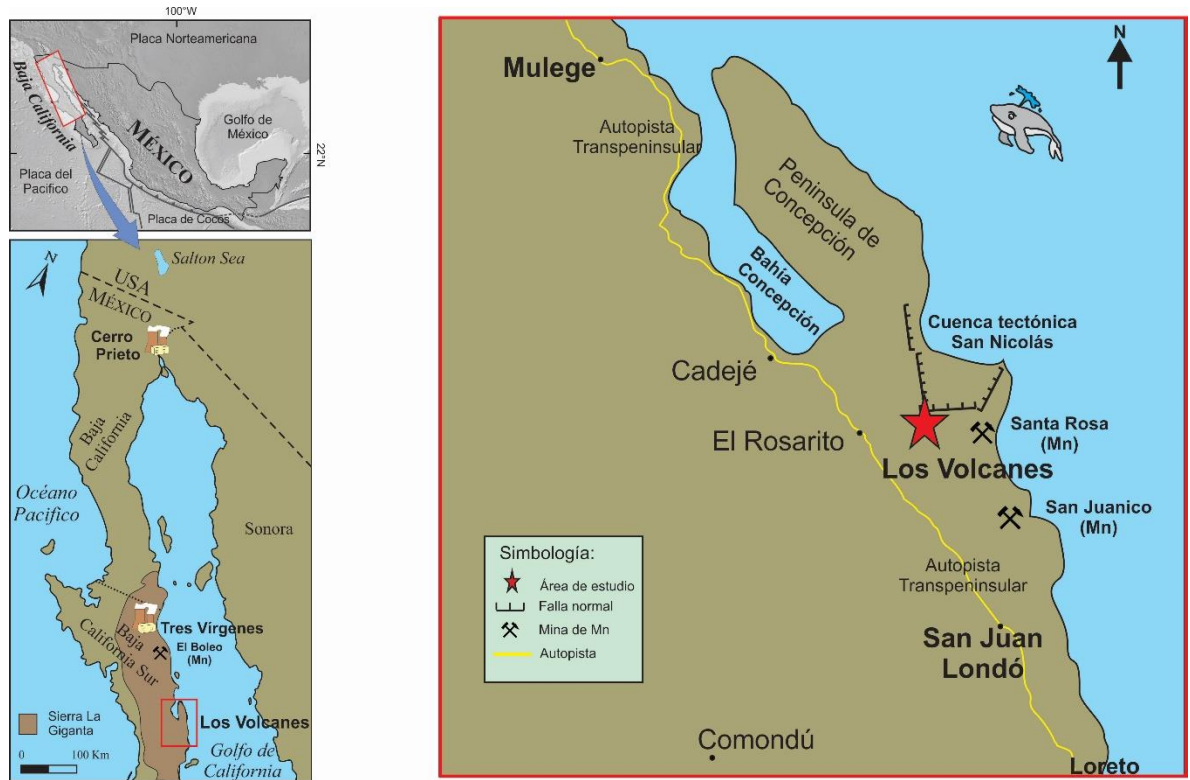 100°W
Placa Norteamericana
Baja California
MÉXICO
Golfo de
México
22°N
Placa del
Pacifico
Placa de Cocos
N
Salton Sea
USA
MÉXICO
Cerro
Prieto
Baja
California
Océano
Pacifico
Sonora
Tres Vírgenes
El Boleo
(Mn)
Baja
California Sur
Sierra La
Giganta
Los Volcanes
0 100 Km
Golfo de
California
N
Mulege
Autopista
Transpeninsular
Peninsula de
Concepción
Bahía
Concepción
Cuenca tectónica
San Nicolás
Cadejé
El Rosarito
Santa Rosa
(Mn)
Los Volcanes
San Juanico
(Mn)
Simbología:
Área de estudio
Falla normal
Mina de Mn
Autopista
Autopista
Transpeninsular
San Juan
Londó
Comondú
Loreto